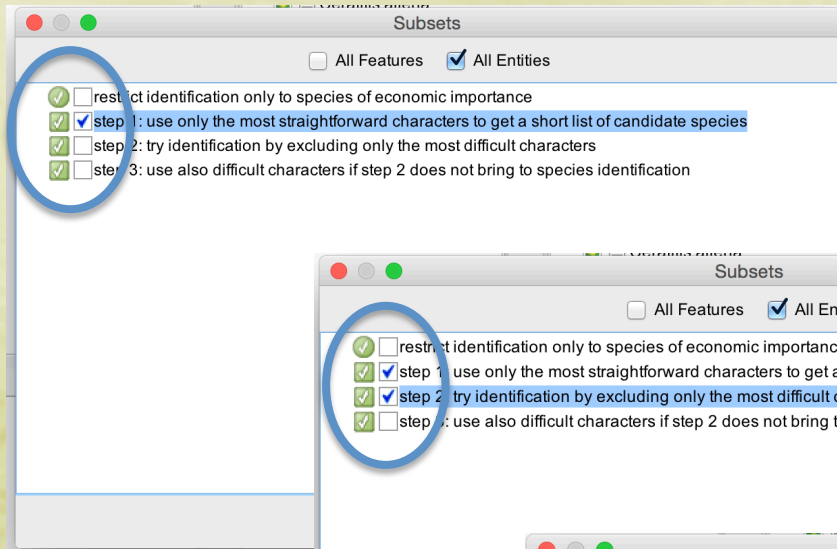 Subsets
All Features All Entities
restrict identification only to species of economic importance
step 1: use only the most straightforward characters to get a short list of candidate species
step 2: try identification by excluding only the most difficult characters
step 3: use also difficult characters if step 2 does not bring to species identification
Subsets
All Features All En
restrict identification only to species of economic importanc
step 1: use only the most straightforward characters to get a
step 2: try identification by excluding only the most difficult c
step 3: use also difficult characters if step 2 does not bring t